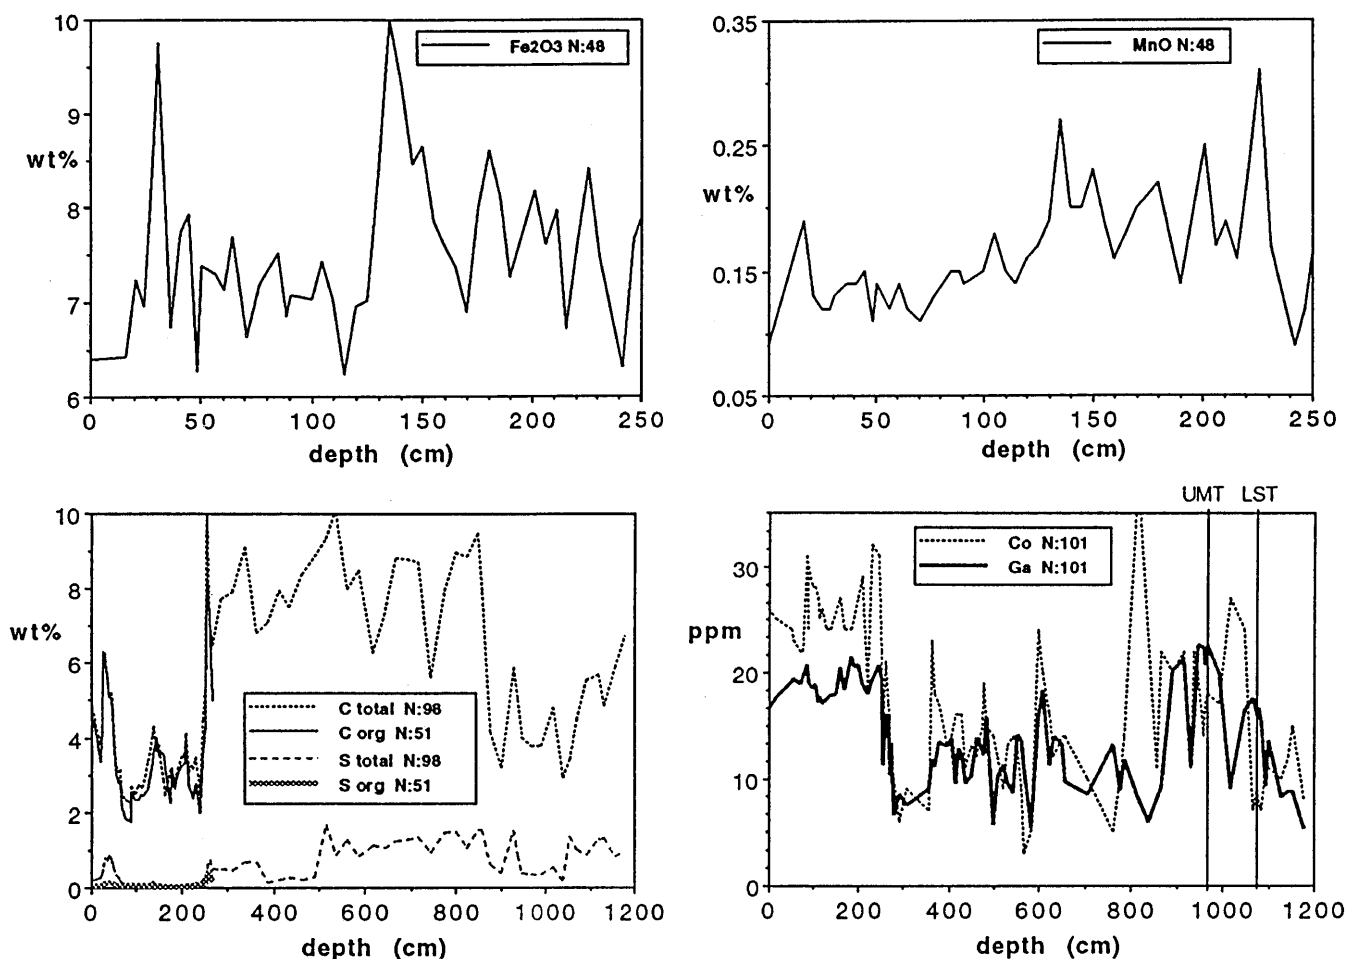 10
9
wt%
8
7
6
Fe2O3 N:48
0 50 100 150 200 250
depth (cm)
0.35
0.25
wt%
0.15
0.05
MnO N:48
0 50 100 150 200 250
depth (cm)
10
8
wt%
6
4
2
0
C total N:98
C org N:51
S total N:98
S org N:51
0 200 400 600 800 1000 1200
depth (cm)
UMT LST
30
ppm
20
10
0
Co N:101
Ga N:101
0 200 400 600 800 1000 1200
depth (cm)